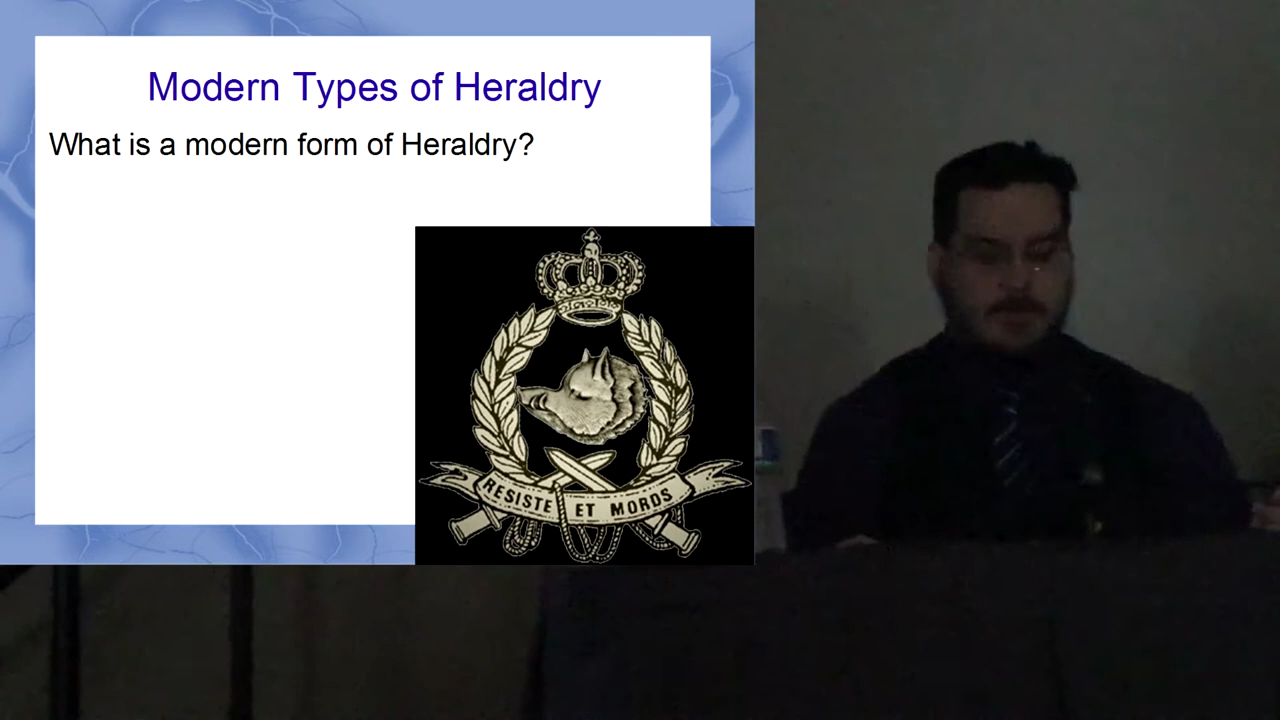 Modern Types of Heraldry
What is a modern form of Heraldry?
RESISTE ET MORDS